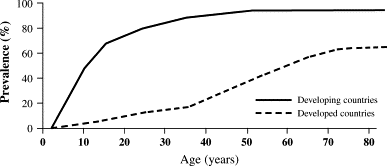 100
80
60
40
20
0
Prevalence (%)
Developing countries
Developed countries
0 10 20 30 40 50 60 70 80
Age (years)